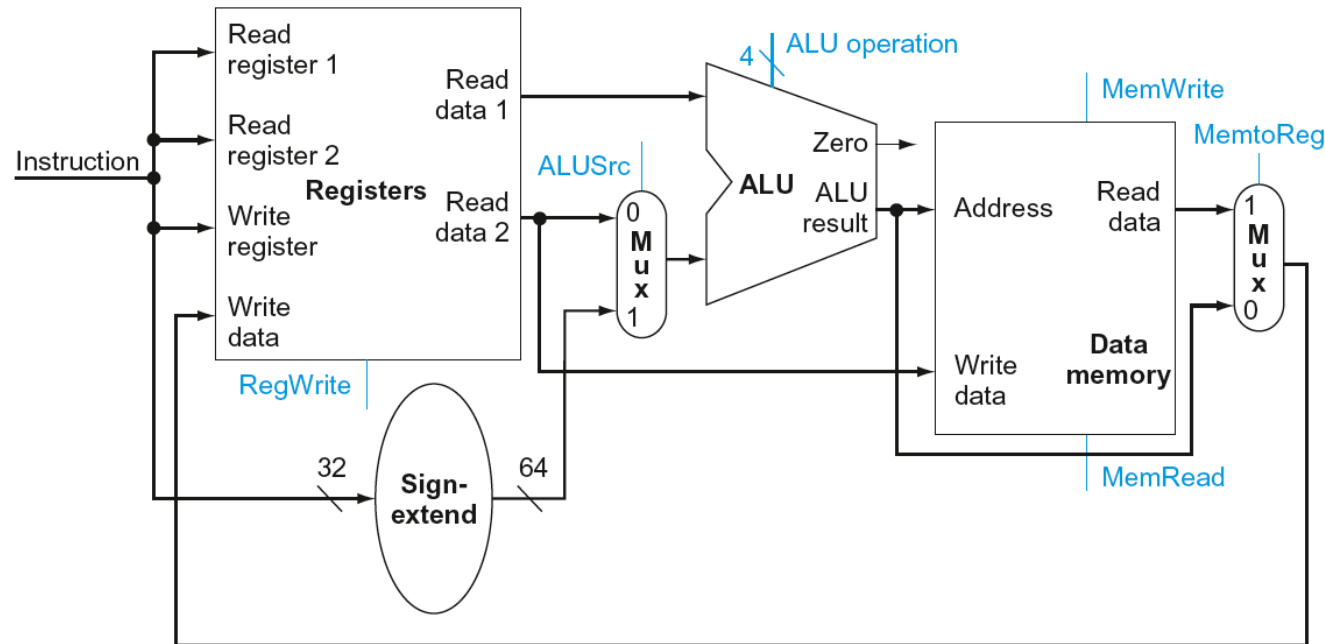 Instruction
Read
register 1
Read
register 2
Registers
Write
register
Write
data
Read
data 1
Read
data 2
RegWrite
32
Sign-
extend
64
ALUSrc
0
M
u
x
1
4
ALU operation
Zero
ALU
ALU
result
MemWrite
Address
Read
data
Write
data
Data
memory
MemRead
MemtoReg
1
M
u
x
0